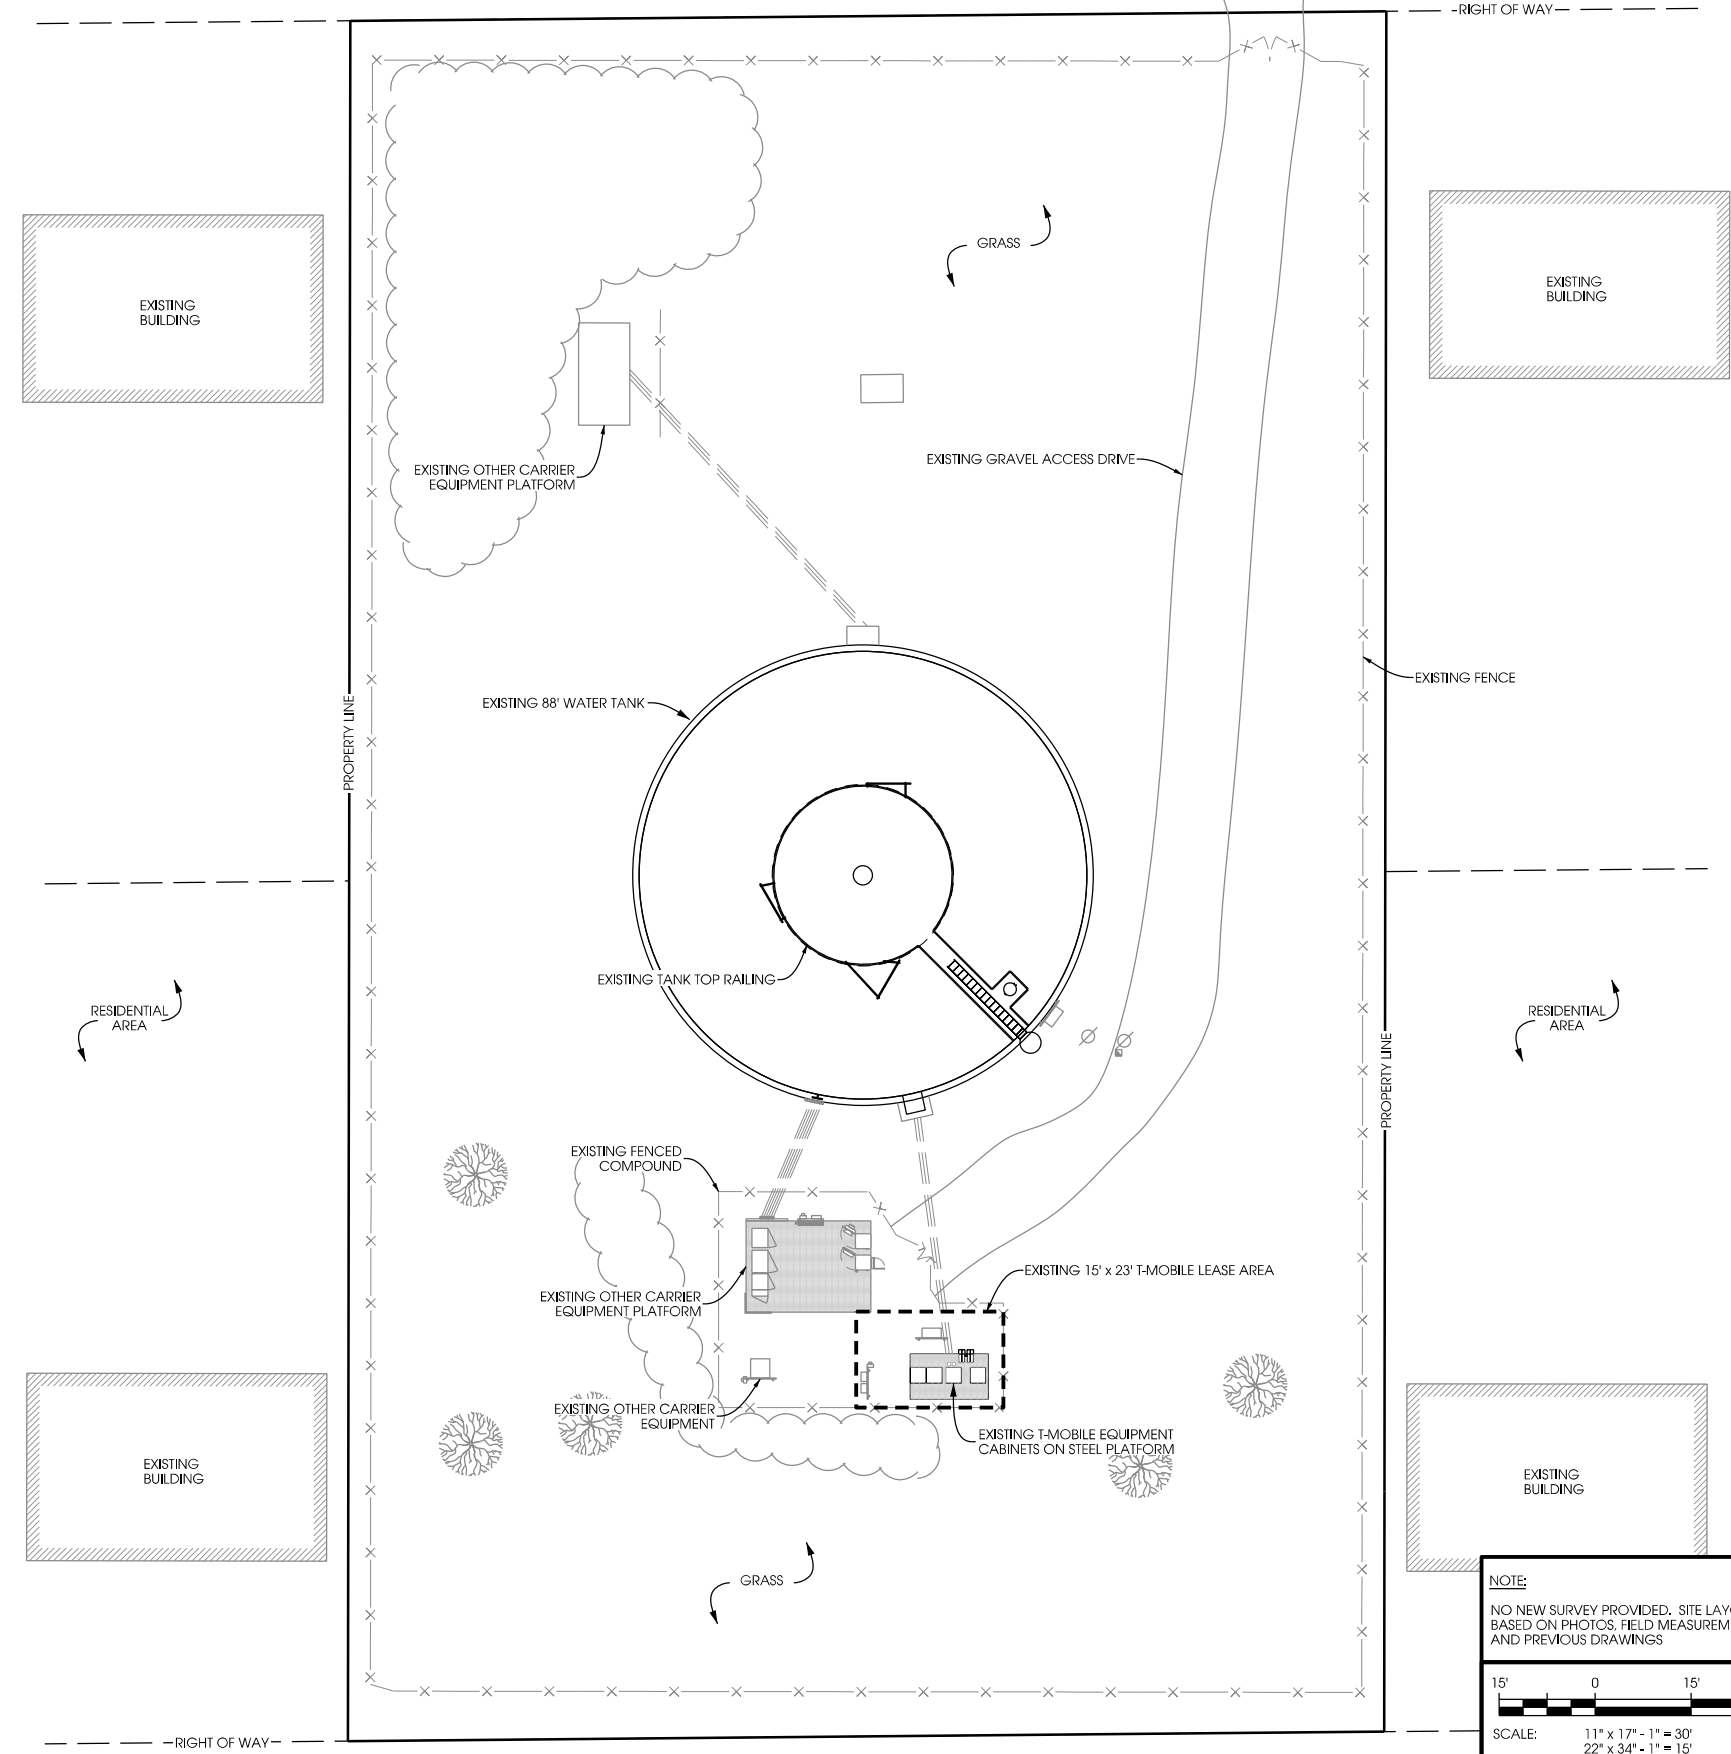 RIGHT OF WAY
GRASS
EXISTING
BUILDING
EXISTING
BUILDING
EXISTING OTHER CARRIER
EQUIPMENT PLATFORM
EXISTING GRAVEL ACCESS DRIVE
EXISTING FENCE
EXISTING 88' WATER TANK
PROPERTY LINE
EXISTING TANK TOP RAILING
RESIDENTIAL
AREA
RESIDENTIAL
AREA
PROPERTY LINE
EXISTING FENCED
COMPOUND
EXISTING 15' x 23' T-MOBILE LEASE AREA
EXISTING OTHER CARRIER
EQUIPMENT PLATFORM
EXISTING OTHER CARRIER
EQUIPMENT
EXISTING T-MOBILE EQUIPMENT
CABINETS ON STEEL PLATFORM
EXISTING
BUILDING
EXISTING
BUILDING
GRASS
NOTE:
NO NEW SURVEY PROVIDED. SITE LAY
BASED ON PHOTOS, FIELD MEASUREM
AND PREVIOUS DRAWINGS
15' 0 15'
SCALE: 11" x 17" - 1" = 30'
22" x 34" - 1" = 15'
RIGHT OF WAY